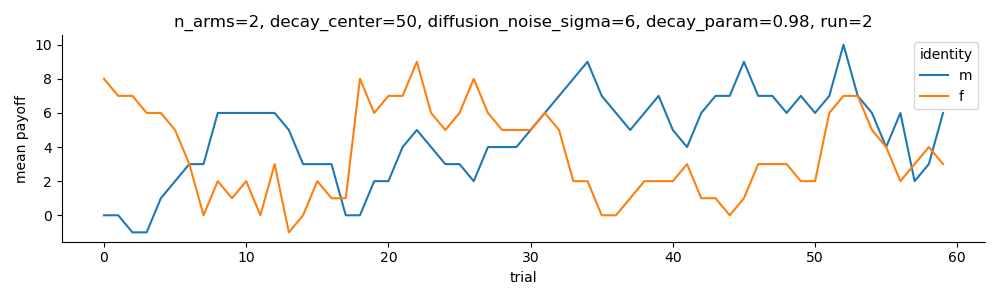 n_arms=2, decay_center=50, diffusion_noise_sigma=6, decay_param=0.98, run=2
mean payoff
10
8
6
4
2
0
identity
m
f
0 10 20 30 40 50 60
trial